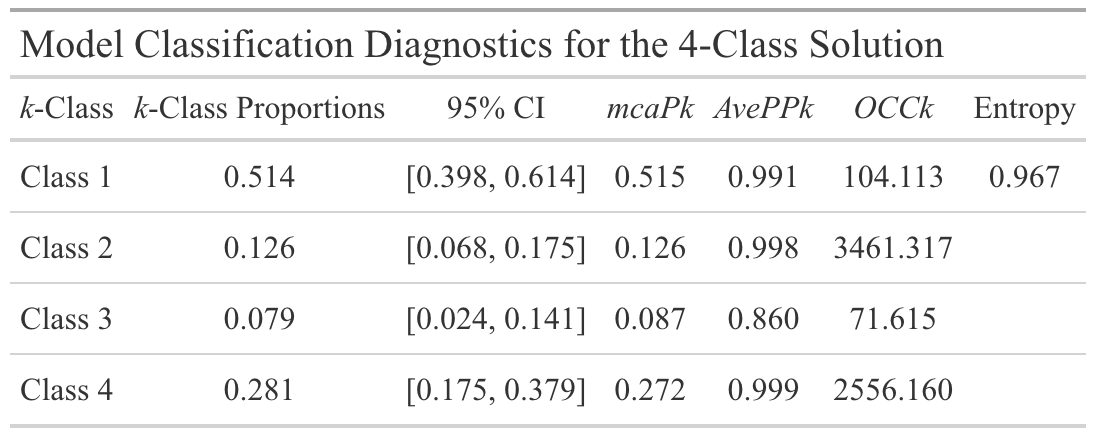 Model Classification Diagnostics for the 4-Class Solution
k-Class k-Class Proportions 95% CI mcaPk AvePPk OCCk Entropy
Class 1 0.514 [0.398, 0.614] 0.515 0.991 104.113 0.967
Class 2 0.126 [0.068, 0.175] 0.126 0.998 3461.317
Class 3 0.079 [0.024, 0.141] 0.087 0.860 71.615
Class 4 0.281 [0.175, 0.379] 0.272 0.999 2556.160